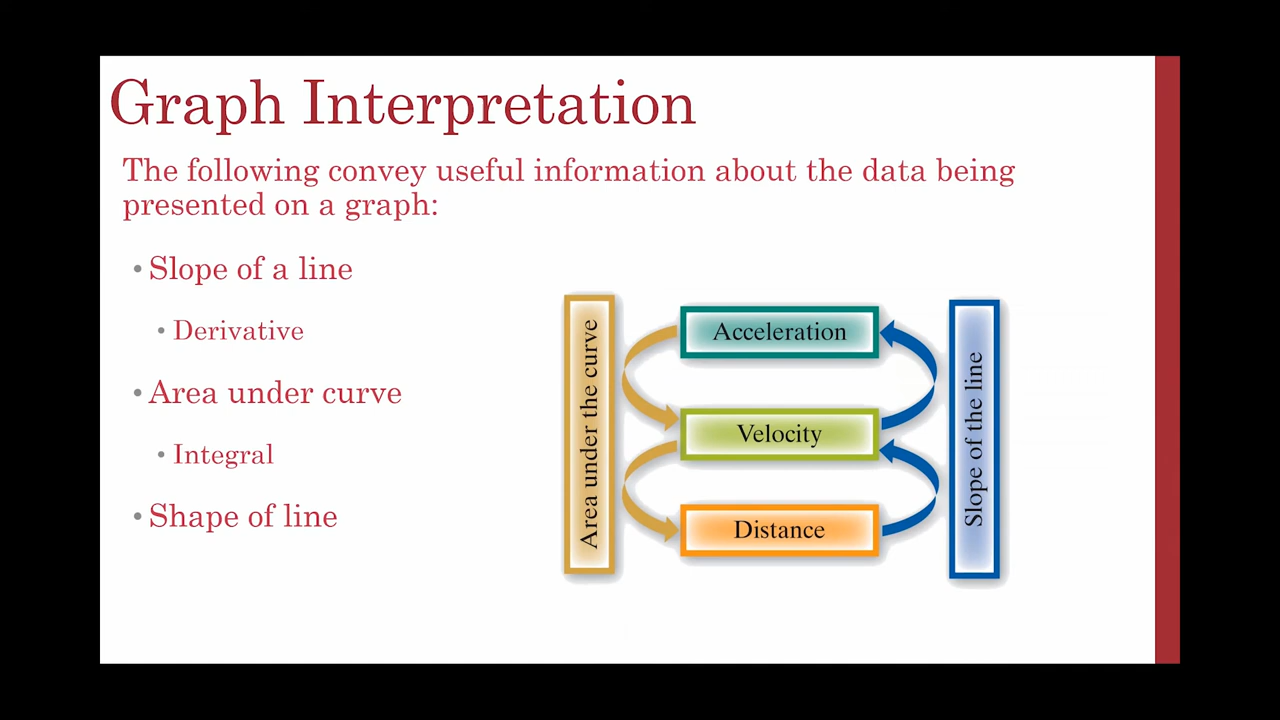 Graph Interpretation
The following convey useful information about the data being
presented on a graph:
• Slope of a line
• Derivative
• Area under curve
• Integral
• Shape of line
Area under the curve
Acceleration
Velocity
Distance
Slope of the line